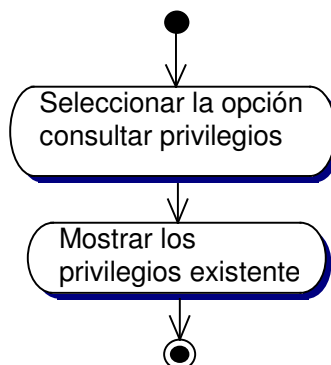 Seleccionar la opción
consultar privilegios
Mostrar los
privilegios existente